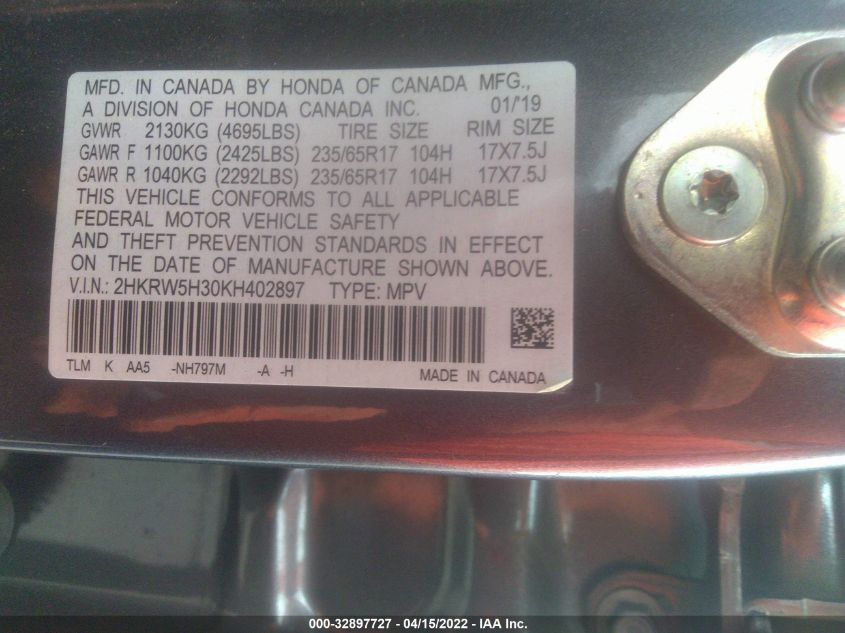 MFD. IN CANADA BY HONDA OF CANADA MFG.,
A DIVISION OF HONDA CANADA INC. 01/'19
GVWR 2130KG (4695LBS) TIRE SIZE RIM SIZE
GAWR F 1100KG (2425LBS) 235/65R17 104H 17X7.5J
GAWR R 1040KG (2292LBS) 235/65R17 104H 17X7.5J
THIS VEHICLE CONFORMS TO ALL APPLICABLE
FEDERAL MOTOR VEHICLE SAFETY
AND THEFT PREVENTION STANDARDS IN EFFECT
ON THE DATE OF MANUFACTURE SHOWN ABOVE.
V.I.N.: 2HKRW5H30KH402897 TYPE: MPV
TLM K AA5 -NH797M -A -H
MADE IN CANADA
000-32897727 - 04/15/2022 - IAA Inc.